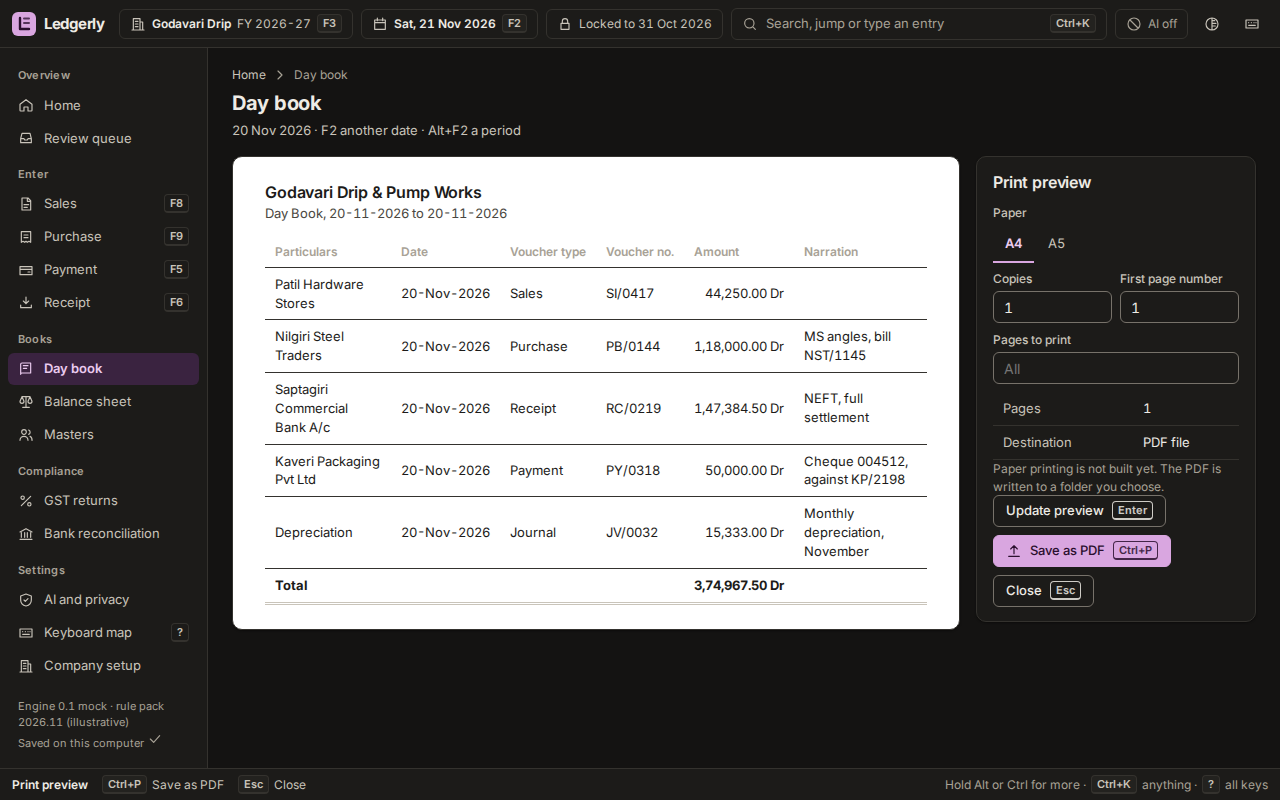 Ledgerly
Godavari Drip FY 2026-27 F3
Sat, 21 Nov 2026 F2
Locked to 31 Oct 2026
Search, jump or type an entry Ctrl+K
AI off
Overview
Home
Review queue
Enter
Sales F8
Purchase F9
Payment F5
Receipt F6
Books
Day book
Balance sheet
Masters
Compliance
GST returns
Bank reconciliation
Settings
AI and privacy
Keyboard map ?
Company setup
Engine 0.1 mock · rule pack
2026.11 (illustrative)
Saved on this computer
Home > Day book
Day book
20 Nov 2026 · F2 another date · Alt+F2 a period
Godavari Drip & Pump Works
Day Book, 20-11-2026 to 20-11-2026
Particulars Date Voucher type Voucher no. Amount Narration
Patil Hardware
Stores
20-Nov-2026 Sales SI/0417 44,250.00 Dr
Nilgiri Steel
Traders
20-Nov-2026 Purchase PB/0144 1,18,000.00 Dr
MS angles, bill
NST/1145
Saptagiri
Commercial
Bank A/c
20-Nov-2026 Receipt RC/0219 1,47,384.50 Dr
NEFT, full
settlement
Kaveri Packaging
Pvt Ltd
20-Nov-2026 Payment PY/0318 50,000.00 Dr
Cheque 004512,
against KP/2198
Depreciation 20-Nov-2026 Journal JV/0032 15,333.00 Dr
Monthly
depreciation,
November
Total 3,74,967.50 Dr
Print preview
Paper
A4 A5
Copies First page number
1 1
Pages to print
All
Pages 1
Destination PDF file
Paper printing is not built yet. The PDF is
written to a folder you choose.
Update preview Enter
Save as PDF Ctrl+P
Close Esc
Print preview Ctrl+P Save as PDF Esc Close
Hold Alt or Ctrl for more · Ctrl+K anything · ? all keys